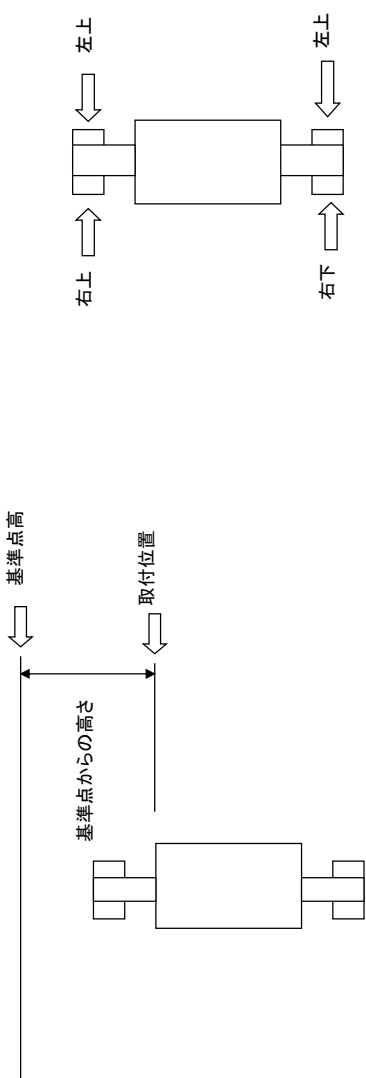 左上
左上
右上
右下
基準点高
取付位置
基準点からの高さ